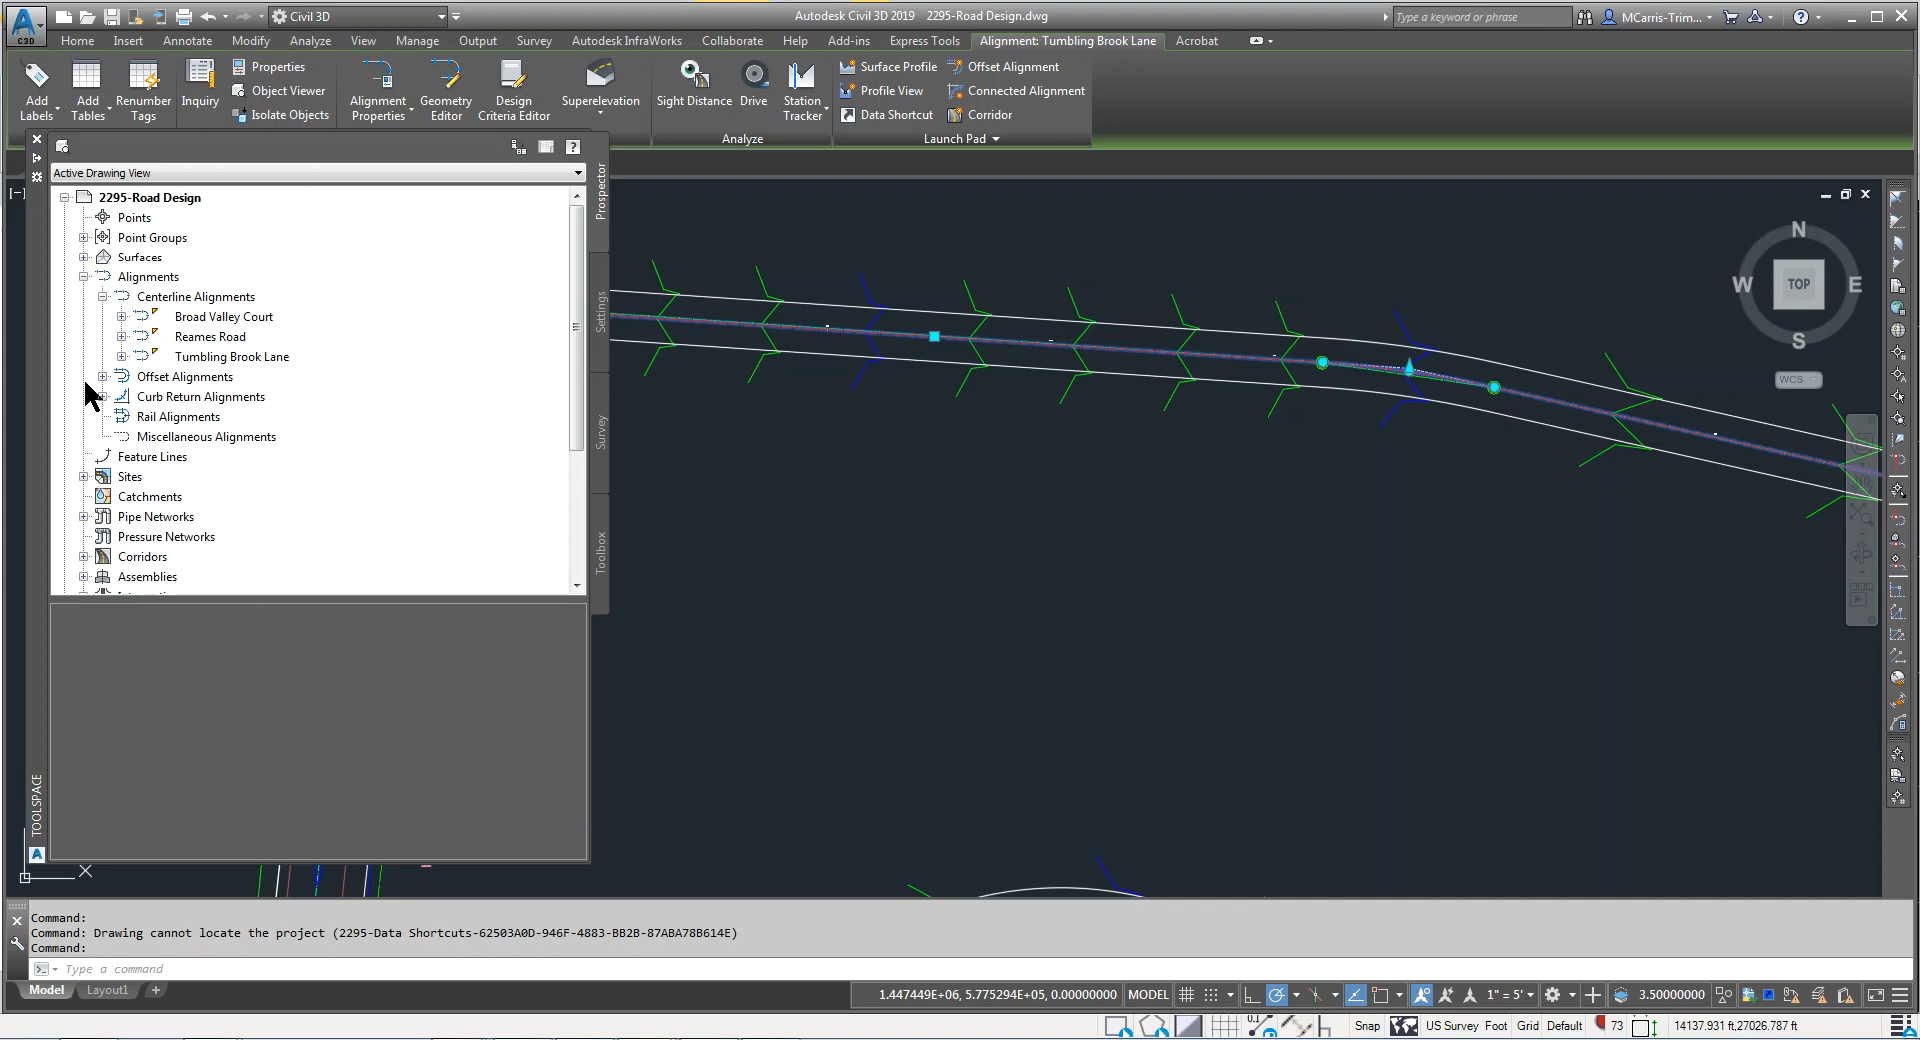 Civil 3D
Autodesk Civil 3D 2019 2295-Road Design.dwg
Type a keyword or phrase
MCarris-Trim...
C3D
Home Insert Annotate Modify Analyze View Manage Output Survey Autodesk InfraWorks Collaborate Help Add-ins Express Tools Alignment: Tumbling Brook Lane Acrobat
Add Labels
Add Tables
Renumber Tags
Inquiry
Properties
Object Viewer
Isolate Objects
Alignment Properties
Geometry Editor
Design Criteria Editor
Superelevation
Sight Distance
Drive
Station Tracker
Surface Profile
Profile View
Data Shortcut
Offset Alignment
Connected Alignment
Corridor
Analyze
Launch Pad
Active Drawing View
2295-Road Design
Points
Point Groups
Surfaces
Alignments
Centerline Alignments
Broad Valley Court
Reames Road
Tumbling Brook Lane
Offset Alignments
Curb Return Alignments
Rail Alignments
Miscellaneous Alignments
Feature Lines
Sites
Catchments
Pipe Networks
Pressure Networks
Corridors
Assemblies
Prospector
Settings
Survey
Toolbox
TOOLSPACE
[−]
N
W TOP E
S
WCS
X
Command:
Command: Drawing cannot locate the project (2295-Data Shortcuts-62503A0D-946F-4883-BB2B-87ABA78B614E)
Command:
Type a command
Model Layout1 +
1.447449E+06, 5.775294E+05, 0.00000000 MODEL 1" = 5' 3.50000000
Snap US Survey Foot Grid Default 73 14137.931 ft,27026.787 ft